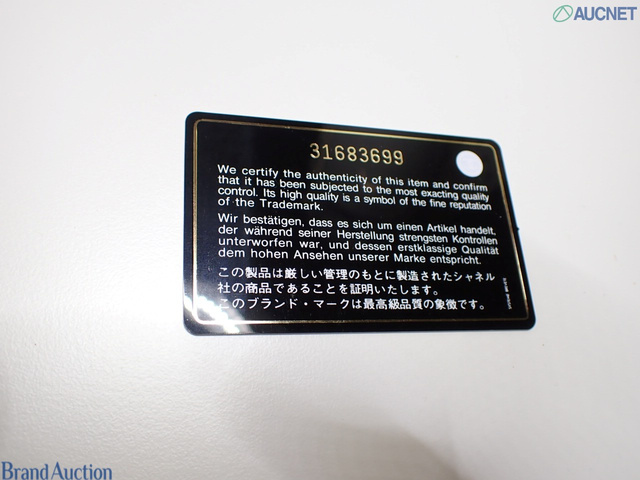 AUCNET
31683699
We certify the authenticity of this item and confirm
that it has been subjected to the most exacting quality
control. Its high quality is a symbol of the fine reputation
of the Trademark.
Wir bestätigen, dass es sich um einen Artikel handelt,
der während seiner Herstellung strengsten Kontrollen
unterworfen war, und dessen erstklassige Qualität
dem hohen Ansehen unserer Marke entspricht.
この製品は厳しい管理のもとに製造されたシャネル
社の商品であることを証明いたします。
このブランド・マークは最高級品質の象徴です。
Brand Auction